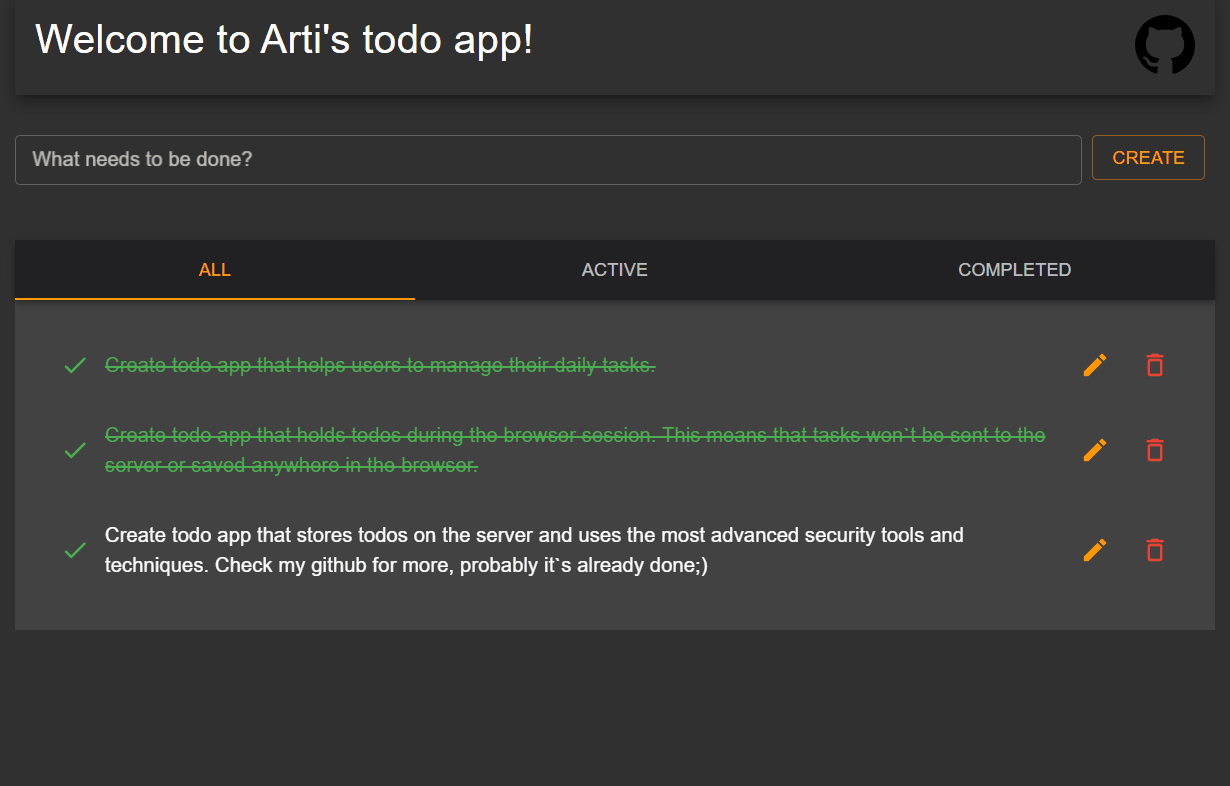 Welcome to Arti's todo app!
What needs to be done?
CREATE
ALL
ACTIVE
COMPLETED
Create todo app that helps users to manage their daily tasks.
Create todo app that holds todos during the browser session. This means that tasks won`t be sent to the
server or saved anywhere in the browser.
Create todo app that stores todos on the server and uses the most advanced security tools and
techniques. Check my github for more, probably it`s already done;)